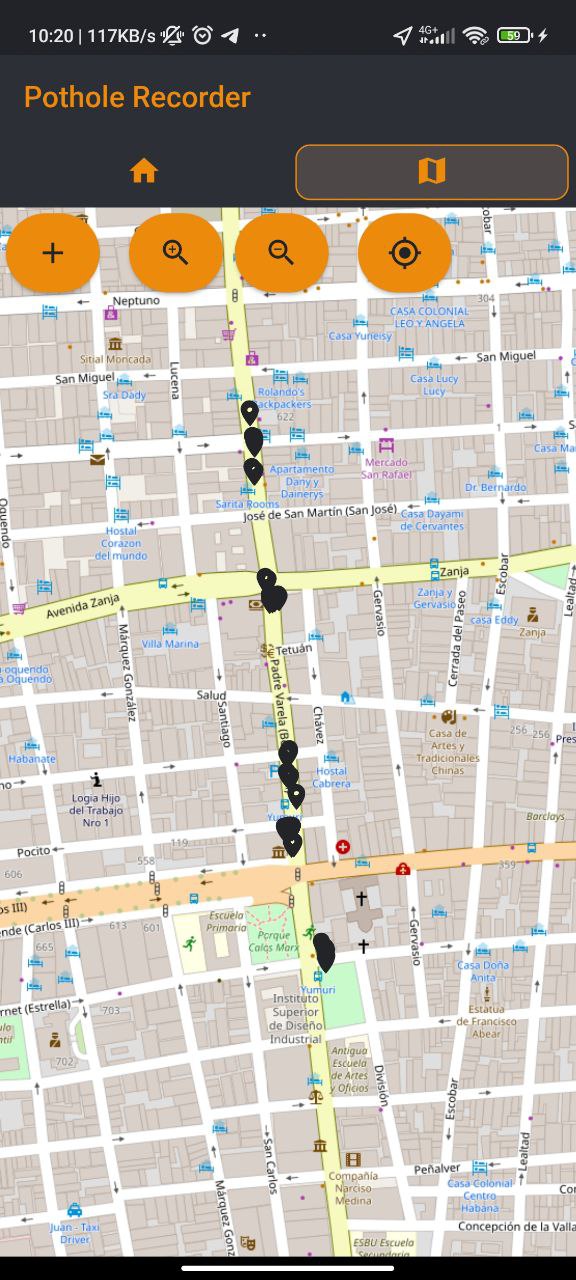 10:20 | 117KB/s
4G+
59
Pothole Recorder
Neptuno
304
CASA COLONIAL
LEO Y ANGELA
Casa Yuneisy
Sitial Moncada
San Miguel
San Miguel
Sra Dady
Lucena
Rolando's
Backpackers
622
Casa Lucy
Lucy
1
Mercado
San Rafael
Apartamento
Dany y
Dainerys
Dr. Bernardo
Sarita Rooms
José de San Martín (San José)
Casa Dayami
de Cervantes
Hostal
Corazon
del mundo
Oquendo
Zanja
Escobar
Avenida Zanja
Gervasio
Zanja y
Gervasio
Cerrada del Paseo
casa Eddy
Zanja
Lealtad
Márquez González
Villa Marina
Tetuán
Padre Varela (B
Salud
Santiago
Chávez
Casa de
Artes y
Tradicionales
Chinas
256
256
Habanate
Hostal
Cabrera
Logia Hijo
del Trabajo
Nro 1
Barclays
Pocito
119
558
606
359
os III)
ende (Carlos III)
613
601
665
Escuela
Primaria
Parque
Calos Marx
Gervasio
Casa Doña
Anita
Yumuri
rnet (Estrella)
703
Instituto
Superior
de Diseño
Industrial
Estatua
de Francisco
Abear
702
Antigua
Escuela
de Artes
y Oficios
División
Escobar
San Carlos
Lealtad
Peñalver
Compañía
Narciso
Medina
Casa Colonial
Centro
Habana
Márquez Gonz
Juan - Taxi
Driver
Concepción de la Valla
ESBU Escuela
Secundaria